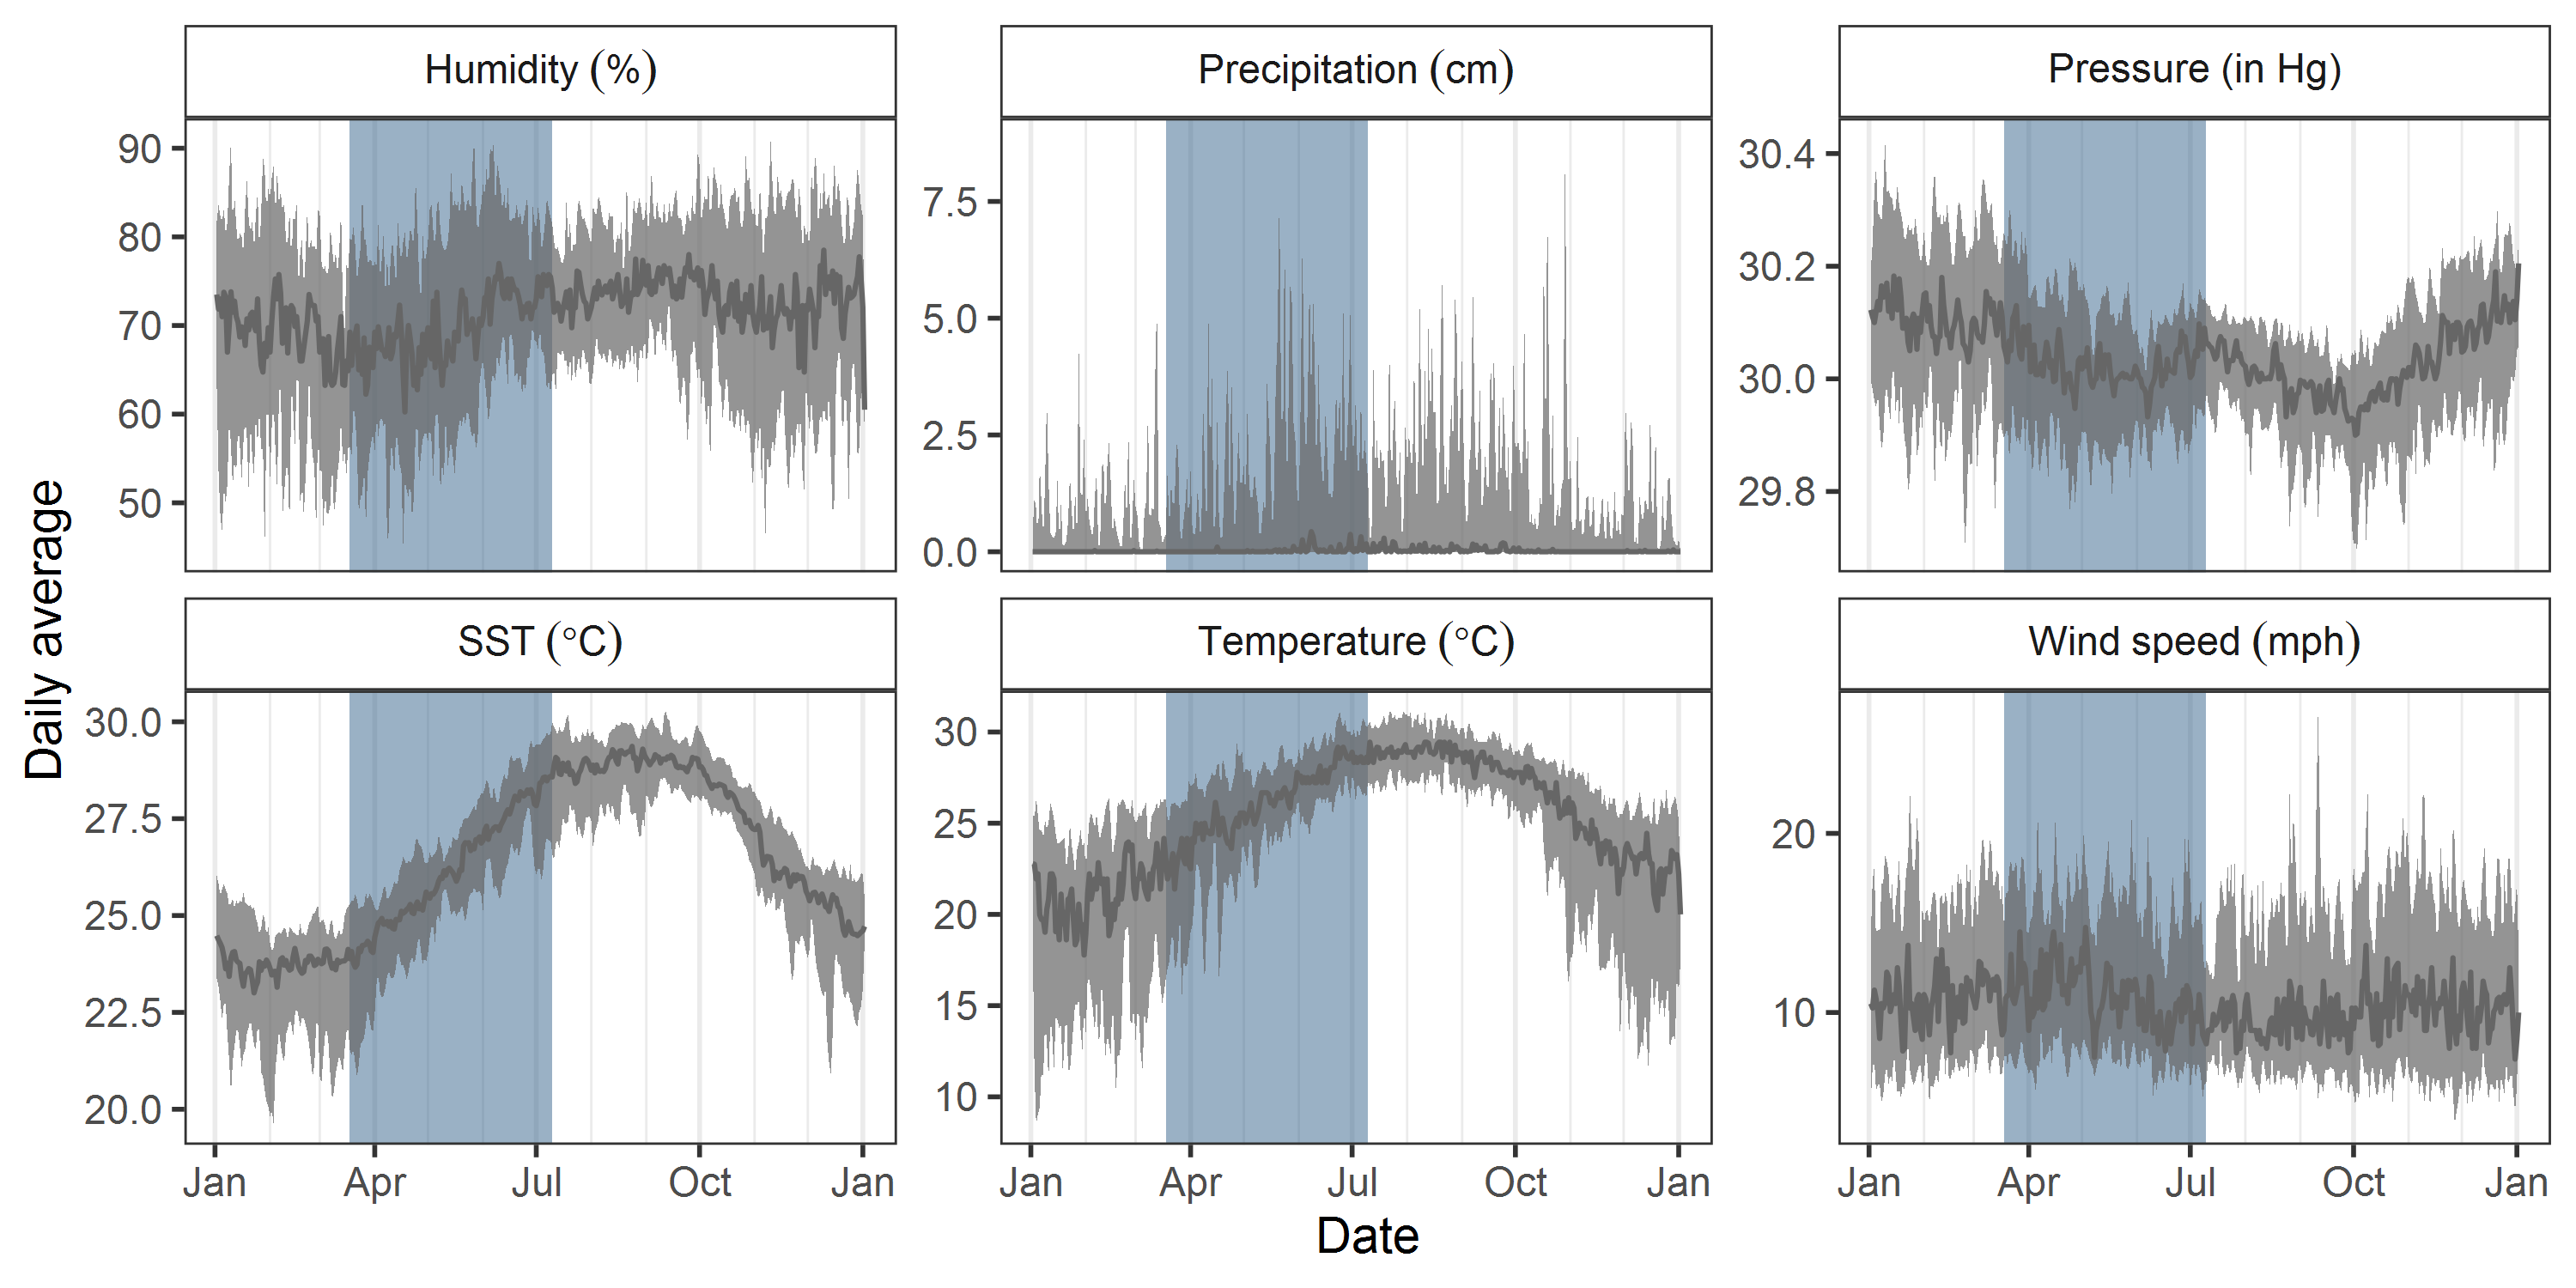 Humidity (%)
Precipitation (cm)
Pressure (in Hg)
90
80
70
60
50
7.5
5.0
2.5
0.0
30.4
30.2
30.0
29.8
Daily average
SST (°C)
Temperature (°C)
Wind speed (mph)
30.0
27.5
25.0
22.5
20.0
30
25
20
15
10
20
10
Jan Apr Jul Oct Jan
Jan Apr Jul Oct Jan
Jan Apr Jul Oct Jan
Date